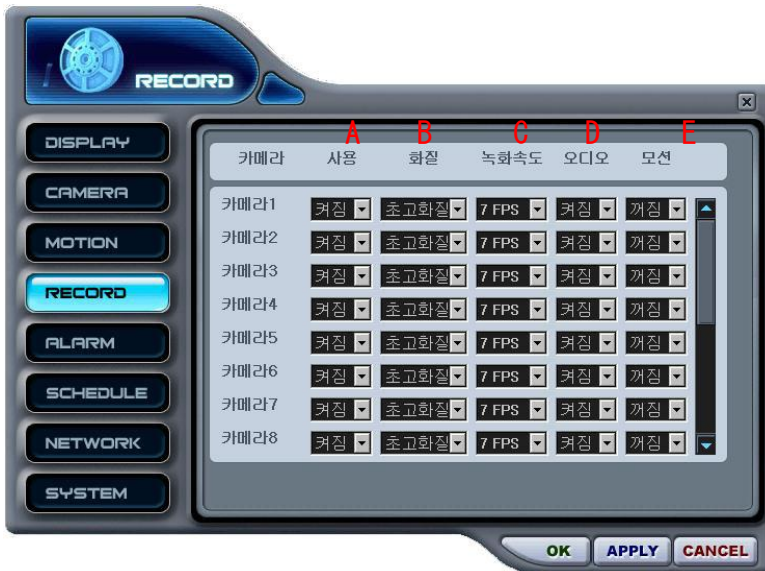 RECORD
A B C D E
DISPLAY
CAMERA
MOTION
RECORD
ALARM
SCHEDULE
NETWORK
SYSTEM
카메라 사용 화질 녹화속도 오디오 모션
카메라1 켜짐 초고화질 7 FPS 켜짐 꺼짐
카메라2 켜짐 초고화질 7 FPS 켜짐 꺼짐
카메라3 켜짐 초고화질 7 FPS 켜짐 꺼짐
카메라4 켜짐 초고화질 7 FPS 켜짐 꺼짐
카메라5 켜짐 초고화질 7 FPS 켜짐 꺼짐
카메라6 켜짐 초고화질 7 FPS 켜짐 꺼짐
카메라7 켜짐 초고화질 7 FPS 켜짐 꺼짐
카메라8 켜짐 초고화질 7 FPS 켜짐 꺼짐
OK APPLY CANCEL